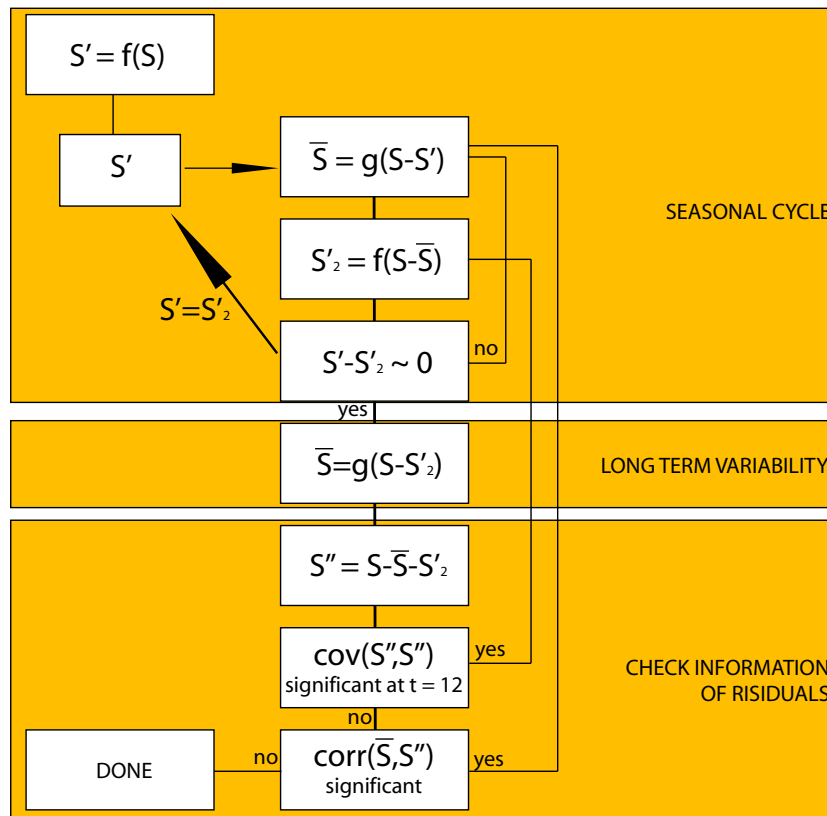 S′ = f(S)
S′
S̅ = g(S-S′)
SEASONAL CYCLE
S′₂ = f(S-S̅)
S′=S′₂
S′-S′₂ ~ 0
no
yes
S̅=g(S-S′₂)
LONG TERM VARIABILITY
S″ = S-S̅-S′₂
cov(S″,S″)
significant at t = 12
yes
CHECK INFORMATION
OF RISIDUALS
no
DONE
no
corr(S̅,S″)
significant
yes